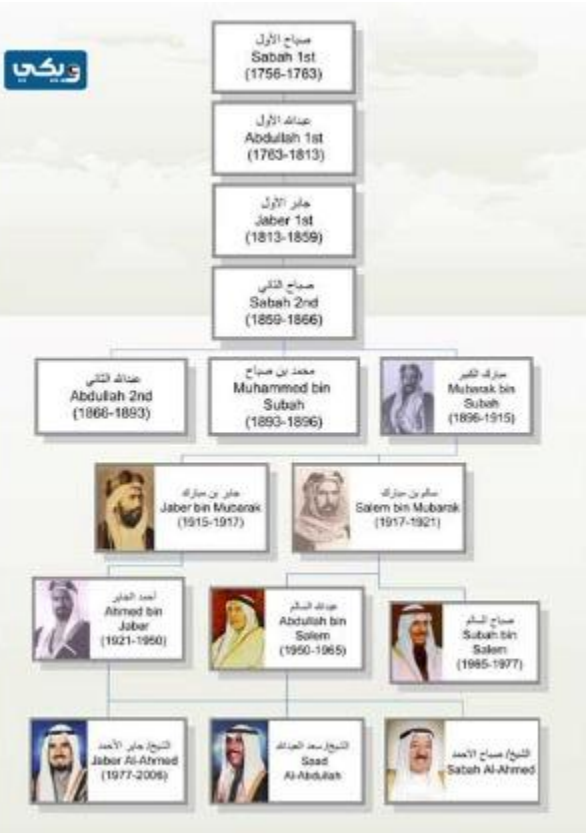 ويكي
صباح الأول
Sabah 1st
(1756-1763)
عبدالله الأول
Abdullah 1st
(1763-1813)
جابر الأول
Jaber 1st
(1813-1859)
صباح الثاني
Sabah 2nd
(1859-1866)
عبدالله الثاني
Abdullah 2nd
(1866-1893)
محمد بن صباح
Muhammed bin
Subah
(1893-1896)
مبارك الكبير
Mubarak bin
Subah
(1896-1915)
جابر بن مبارك
Jaber bin Mubarak
(1915-1917)
سالم بن مبارك
Salem bin Mubarak
(1917-1921)
أحمد الجابر
Ahmed bin
Jaber
(1921-1950)
عبدالله السالم
Abdullah bin
Salem
(1950-1965)
صباح السالم
Subah bin
Salem
(1965-1977)
الشيخ/ جابر الأحمد
Jaber Al-Ahmed
(1977-2006)
الشيخ/ سعد العبدالله
Saad
Al-Abdullah
الشيخ/ صباح الاحمد
Sabah Al-Ahmed